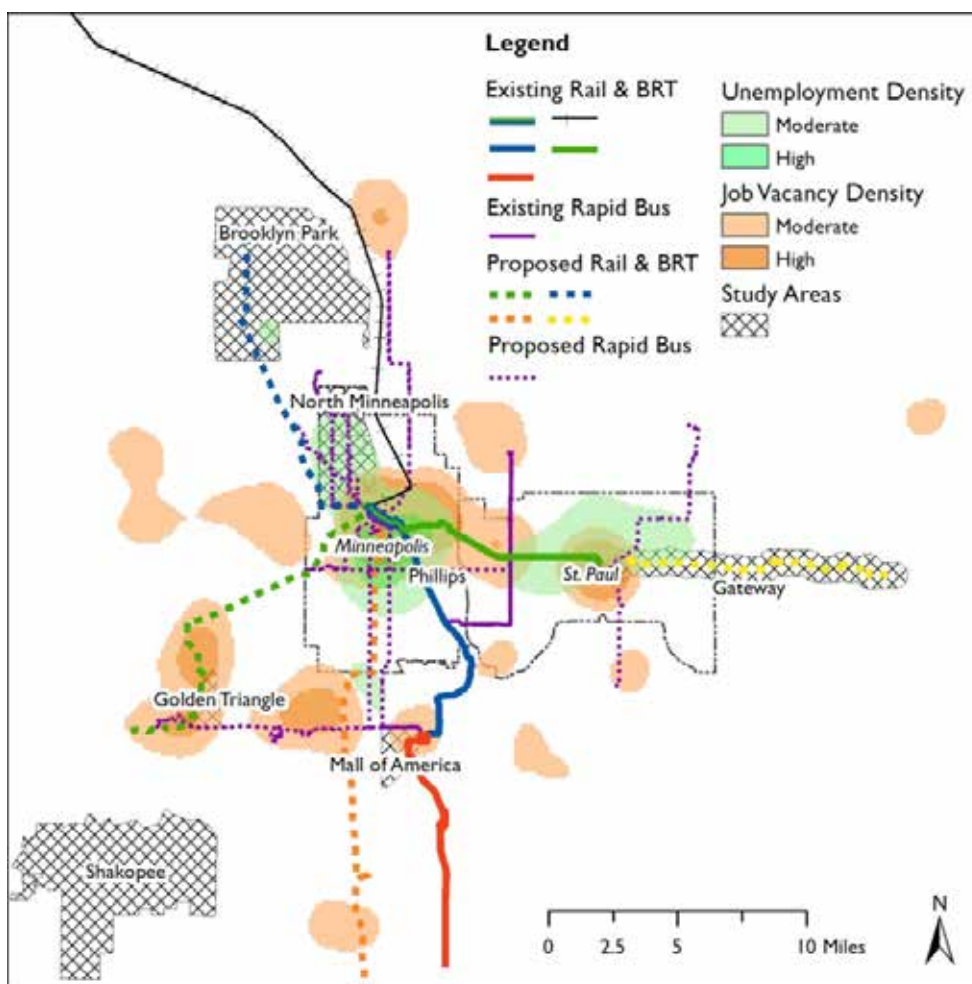 Legend
Existing Rail & BRT
Existing Rapid Bus
Proposed Rail & BRT
Proposed Rapid Bus
Unemployment Density
Moderate
High
Job Vacancy Density
Moderate
High
Study Areas
Brooklyn Park
North Minneapolis
Minneapolis
Phillips
St. Paul
Gateway
Golden Triangle
Mall of America
Shakopee
N
0 2.5 5 10 Miles